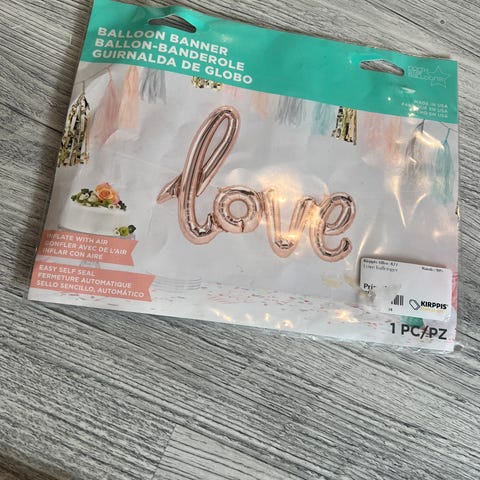 BALLOON BANNER
BALLON-BANDEROLE
GUIRNALDA DE GLOBO
MADE IN USA
love
INFLATE WITH AIR
GONFLER AVEC DE L'AIR
INFLAR CON AIRE
EASY SELF SEAL
FERMETURE AUTOMATIQUE
SELLO SENCILLO, AUTOMÁTICO
KIRPPIS
1 PC/PZ